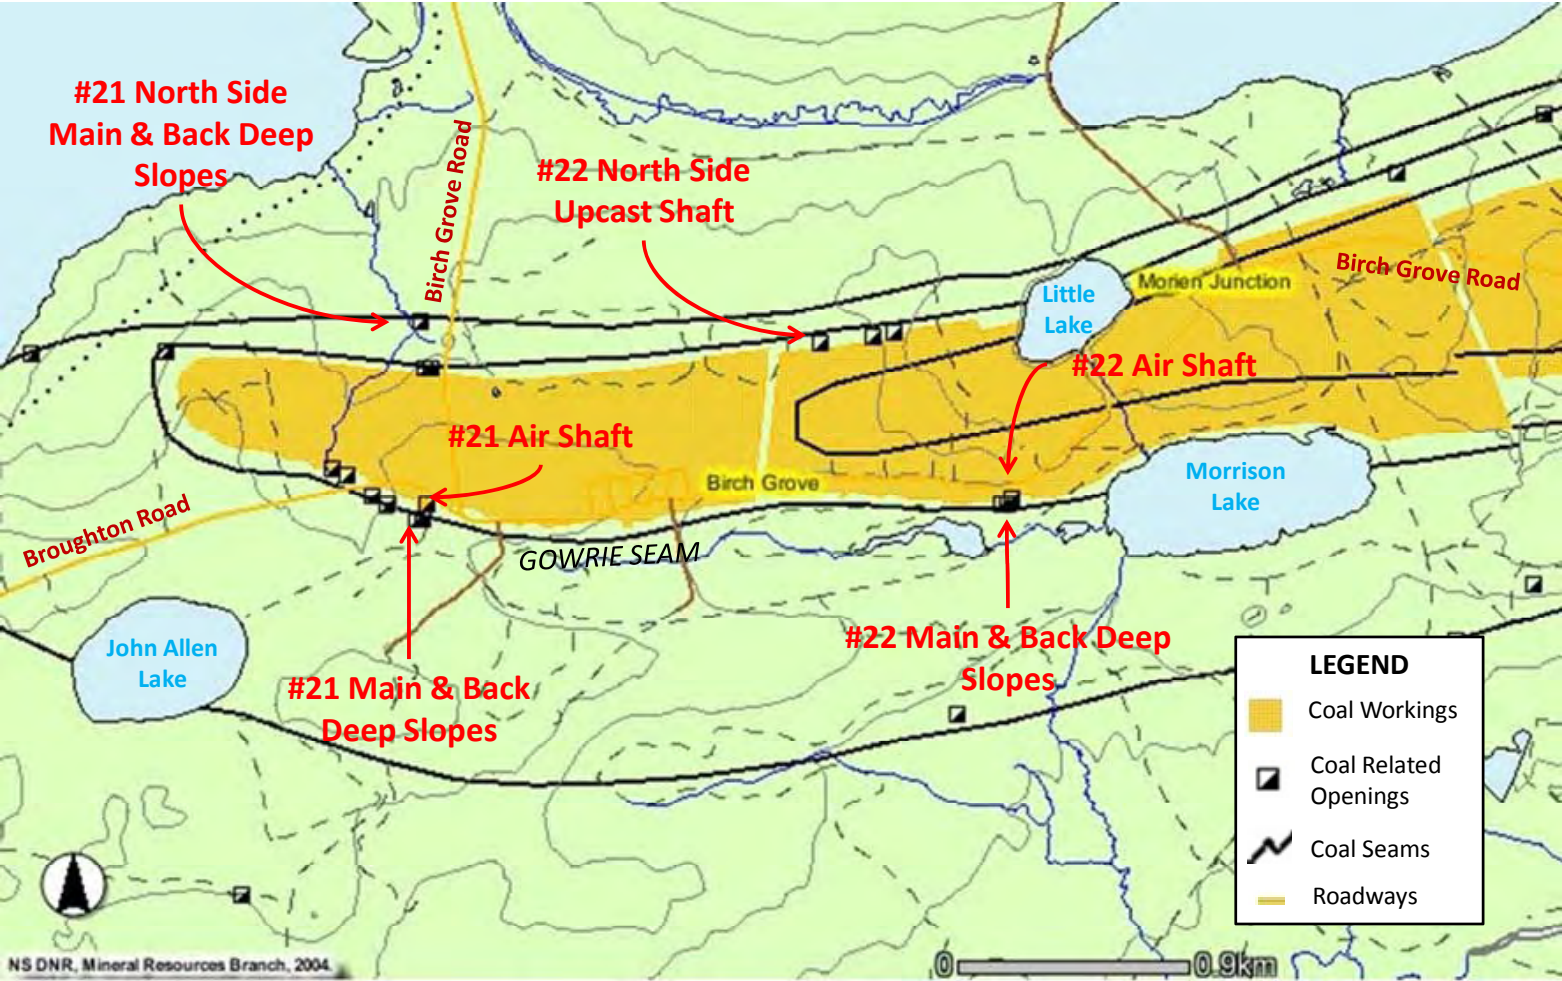 #21 North Side
Main & Back Deep
Slopes
Birch Grove Road
#22 North Side
Upcast Shaft
Birch Grove Road
Morien Junction
Little
Lake
#22 Air Shaft
#21 Air Shaft
Birch Grove
Morrison
Lake
Broughton Road
GOWRIE SEAM
John Allen
Lake
#21 Main & Back
Deep Slopes
#22 Main & Back Deep
Slopes
LEGEND
Coal Workings
Coal Related
Openings
Coal Seams
Roadways
NS DNR, Mineral Resources Branch, 2004.
0 0.9km